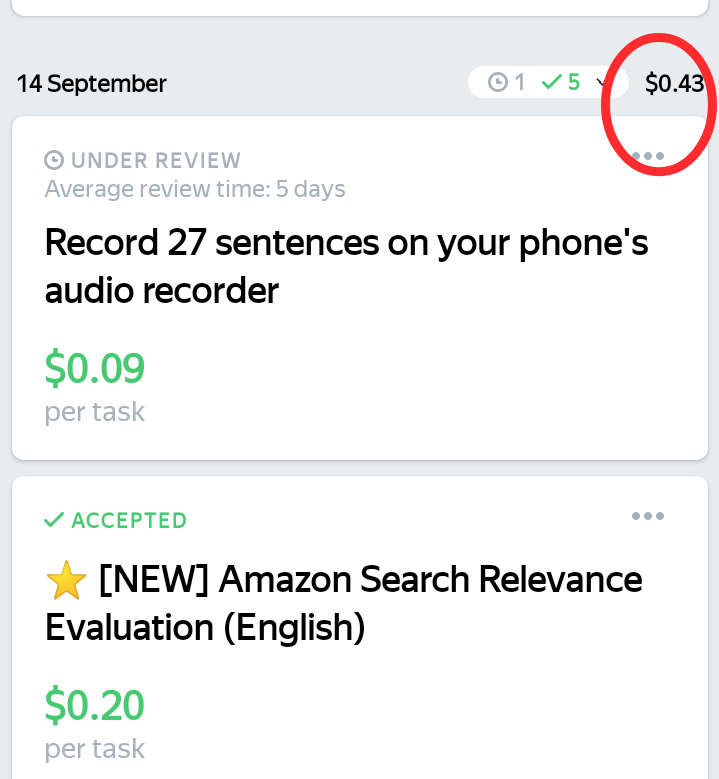 14 September 1 5 $0.43
UNDER REVIEW
Average review time: 5 days
Record 27 sentences on your phone's
audio recorder
$0.09
per task
ACCEPTED
⭐ [NEW] Amazon Search Relevance
Evaluation (English)
$0.20
per task